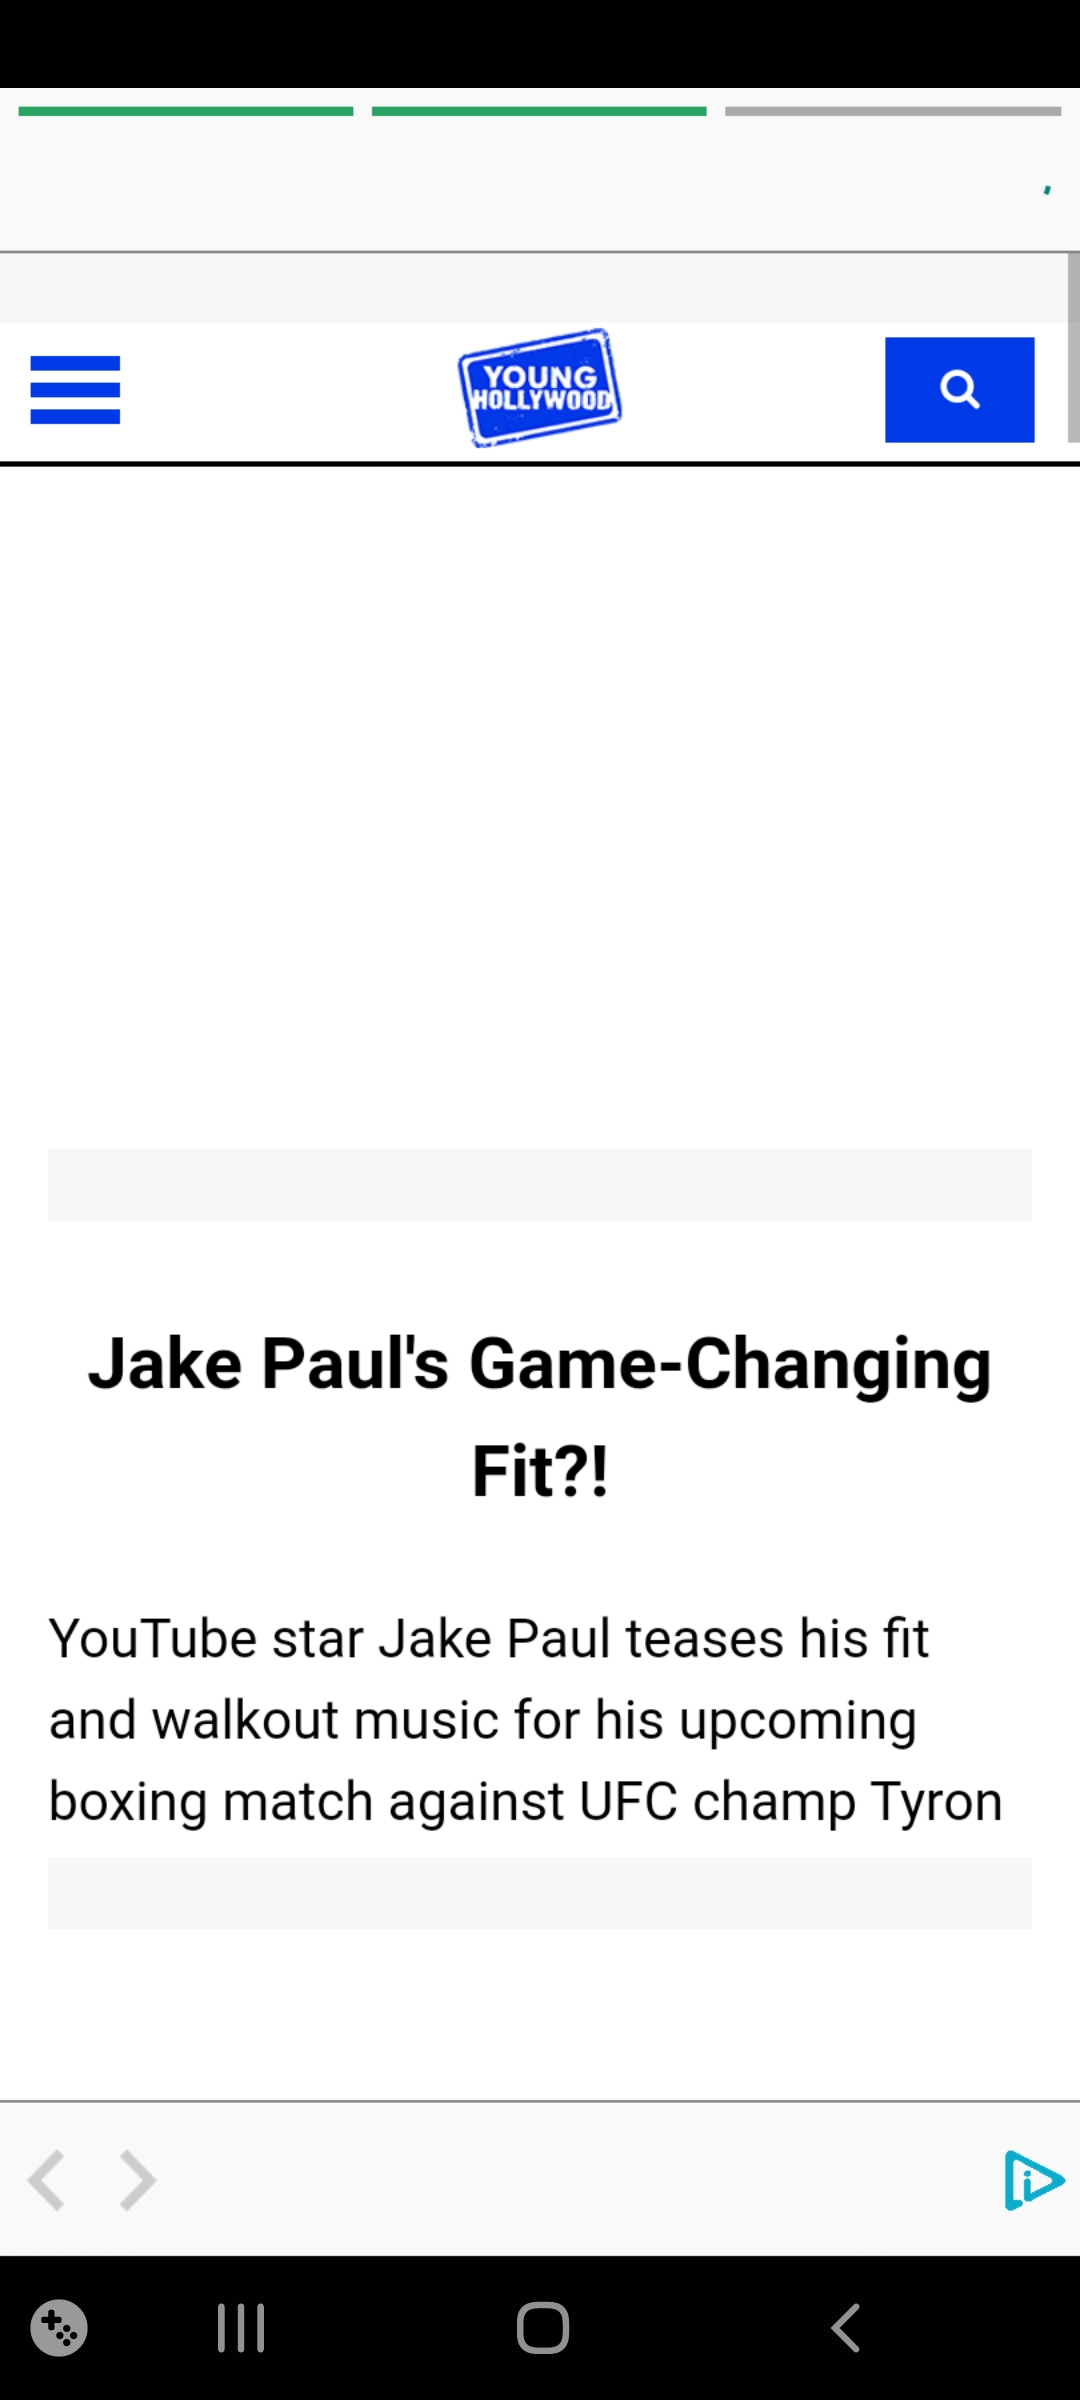 YOUNG
HOLLYWOOD
Jake Paul's Game-Changing
Fit?!
YouTube star Jake Paul teases his fit
and walkout music for his upcoming
boxing match against UFC champ Tyron